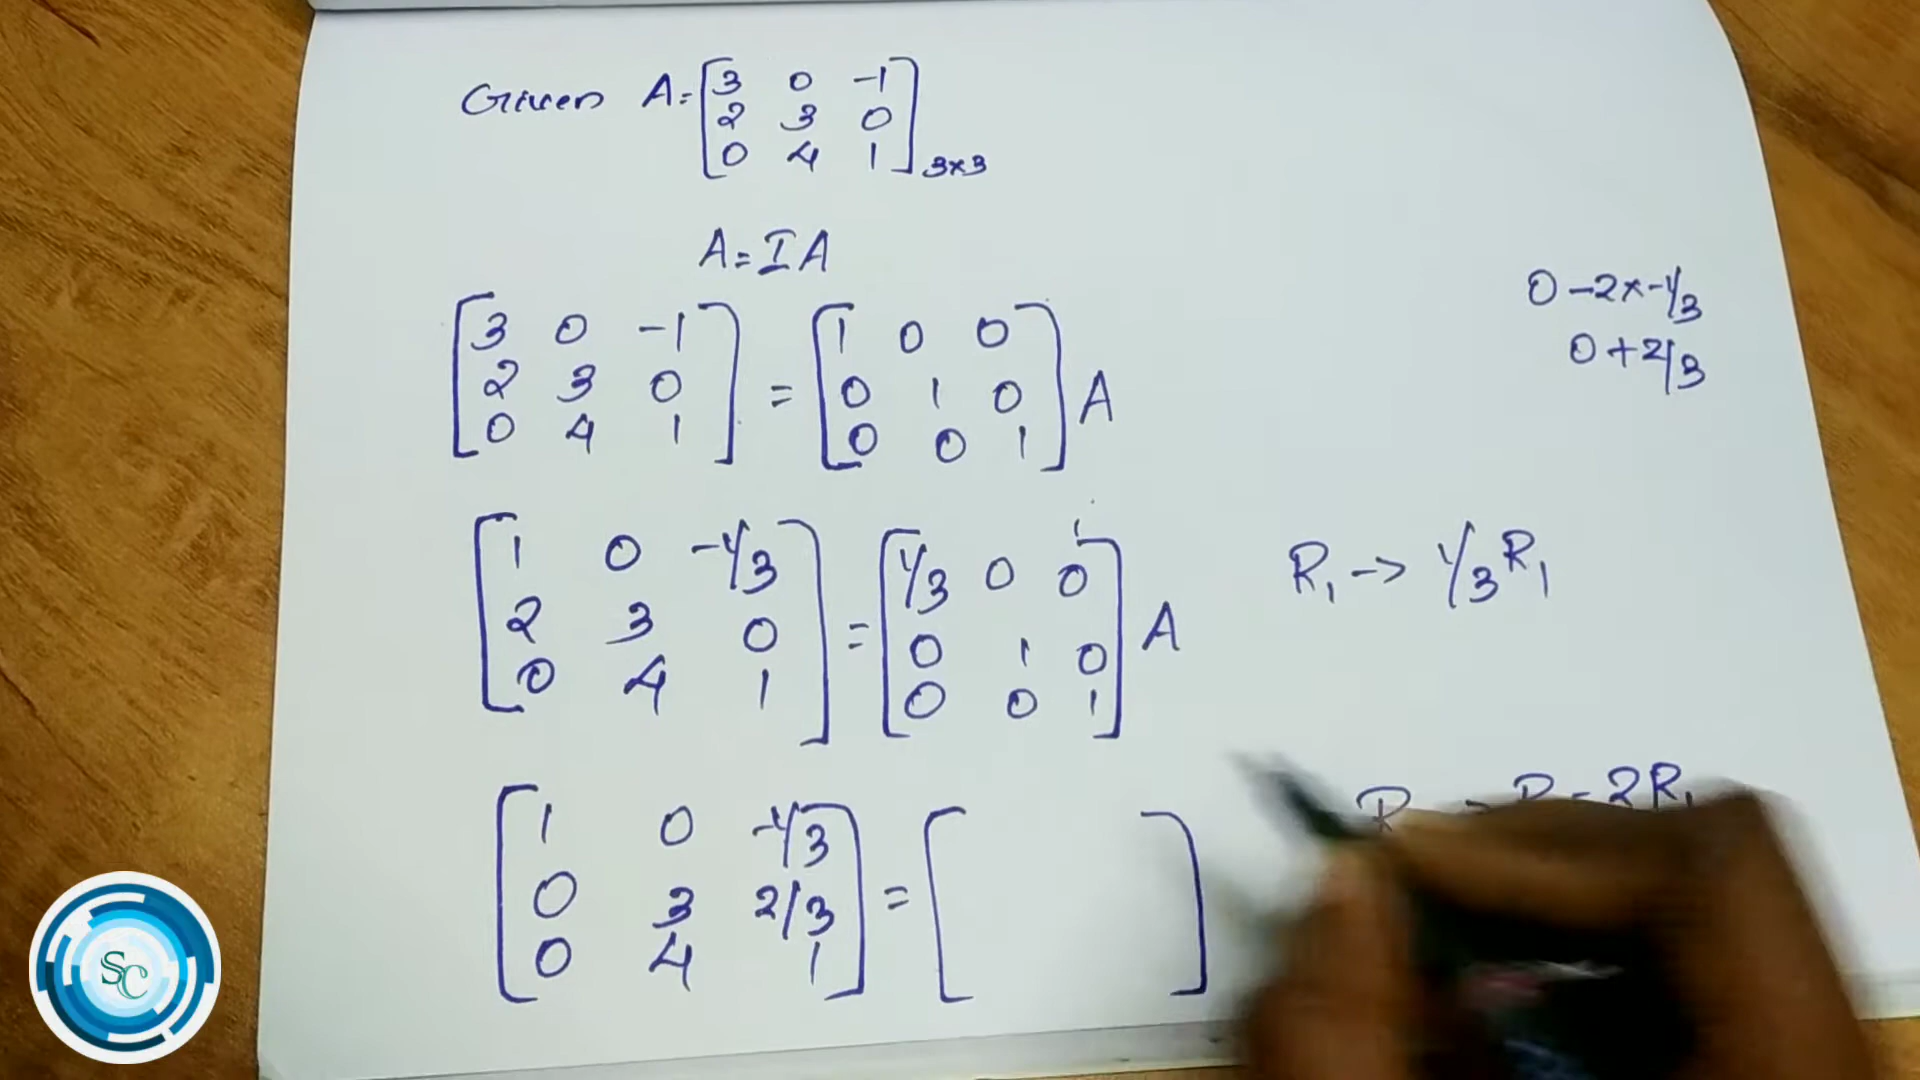 Given A= [3 0 -1
2 3 0
0 4 1] 3x3
A=IA
0-2x-1/3
0+2/3
[3 0 -1
2 3 0
0 4 1] = [1 0 0
0 1 0
0 0 1] A
[1 0 -1/3
2 3 0
0 4 1] = [1/3 0 0
0 1 0
0 0 1] A
R1 -> 1/3 R1
[1 0 -1/3
0 3 2/3
0 4 1] = [ ]
R -2R1
SC